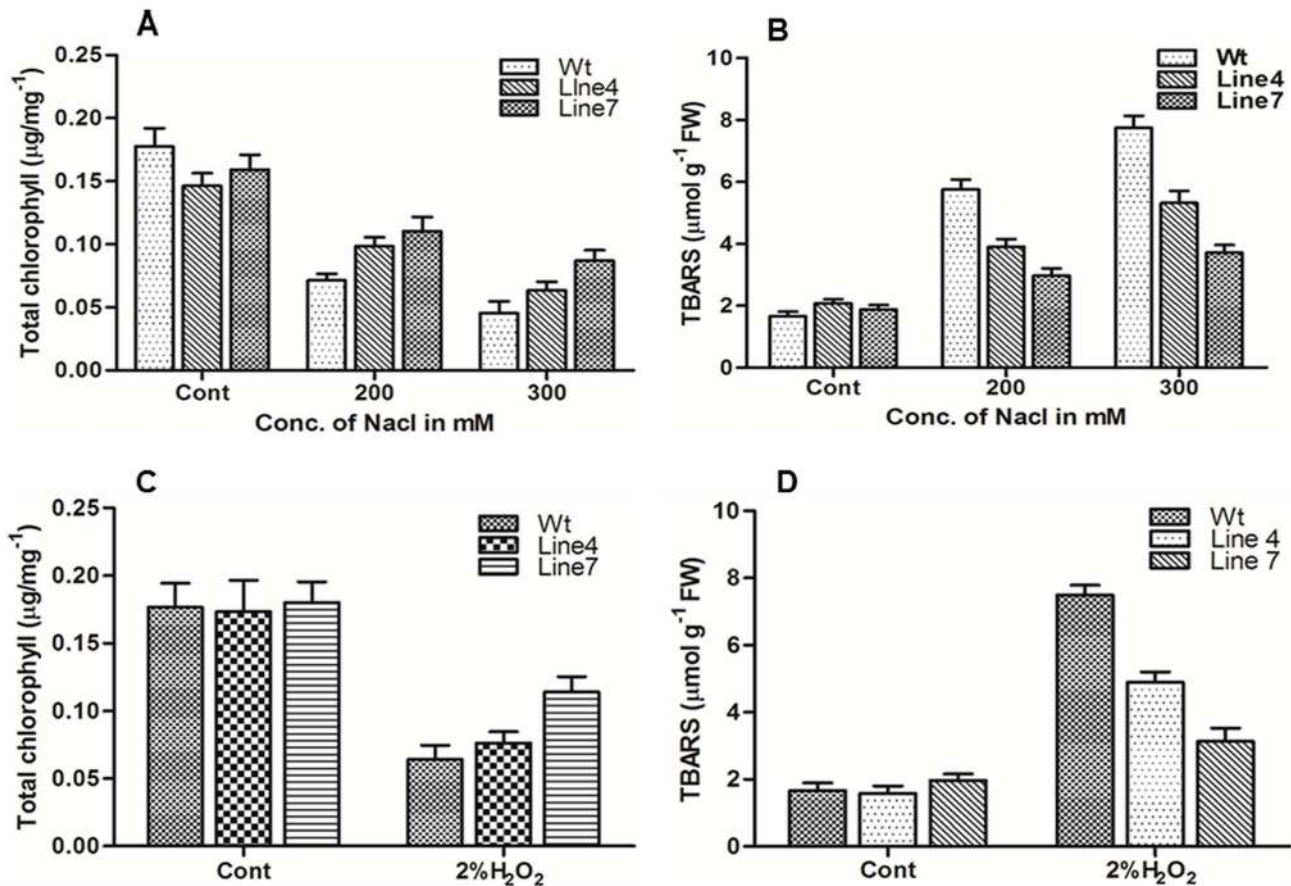 A
Total chlorophyll (µg/mg⁻¹)
0.25
0.20
0.15
0.10
0.05
0.00
Wt
LIne4
Line7
Cont 200 300
Conc. of Nacl in mM
B
TBARS (µmol g⁻¹ FW)
10
8
6
4
2
0
Wt
Line4
Line7
Cont 200 300
Conc. of Nacl in mM
C
Total chlorophyll (µg/mg⁻¹)
0.25
0.20
0.15
0.10
0.05
0.00
Wt
Line4
Line7
Cont 2%H₂O₂
D
TBARS (µmol g⁻¹ FW)
10
8
6
4
2
0
Wt
Line 4
Line 7
Cont 2%H₂O₂